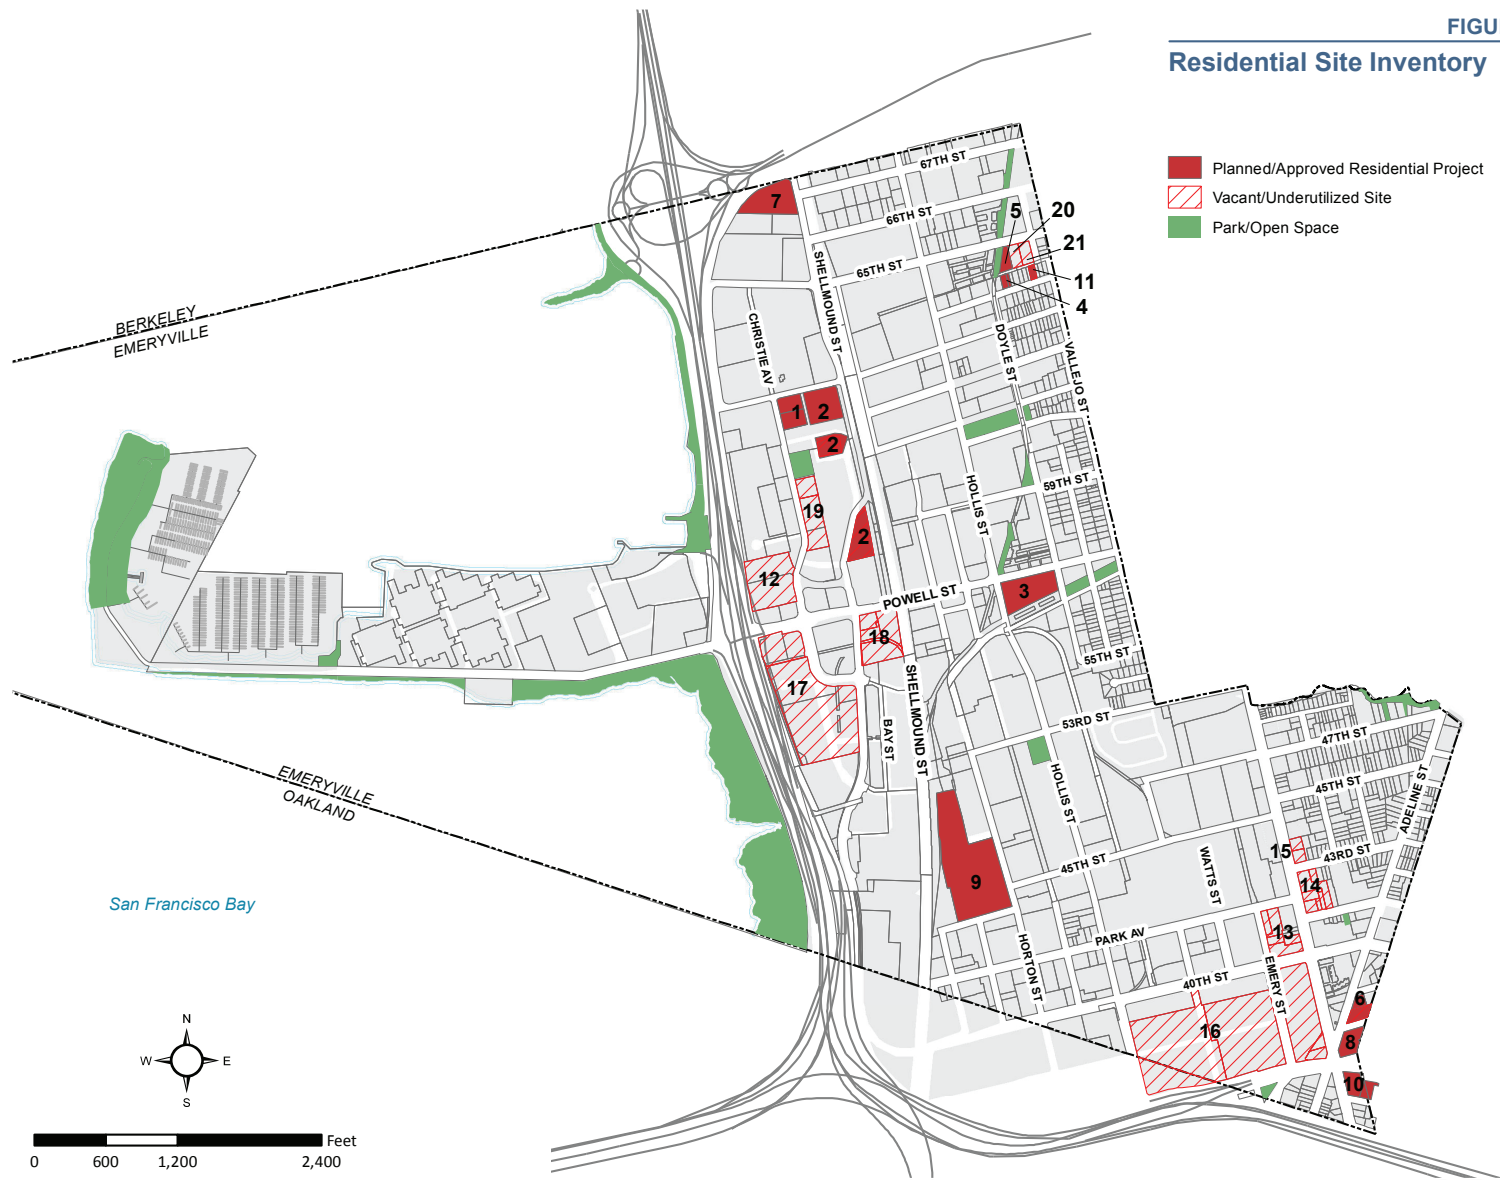 FIGU
Residential Site Inventory
Planned/Approved Residential Project
Vacant/Underutilized Site
Park/Open Space
67TH ST
7
66TH ST
5
20
21
65TH ST
11
4
SHELLMOUND ST
BERKELEY
EMERYVILLE
CHRISTIE AV
DOYLE ST
VALLEJO ST
1
2
2
59TH ST
HOLLIS ST
19
2
12
POWELL ST
3
18
55TH ST
17
SHELLMOUND ST
BAY ST
53RD ST
47TH ST
45TH ST
ADELINE ST
HOLLIS ST
EMERYVILLE
OAKLAND
15
43RD ST
45TH ST
WATTS ST
14
9
San Francisco Bay
PARK AV
13
HORTON ST
40TH ST
EMERY ST
6
16
8
10
N
W
E
S
Feet
0
600
1,200
2,400